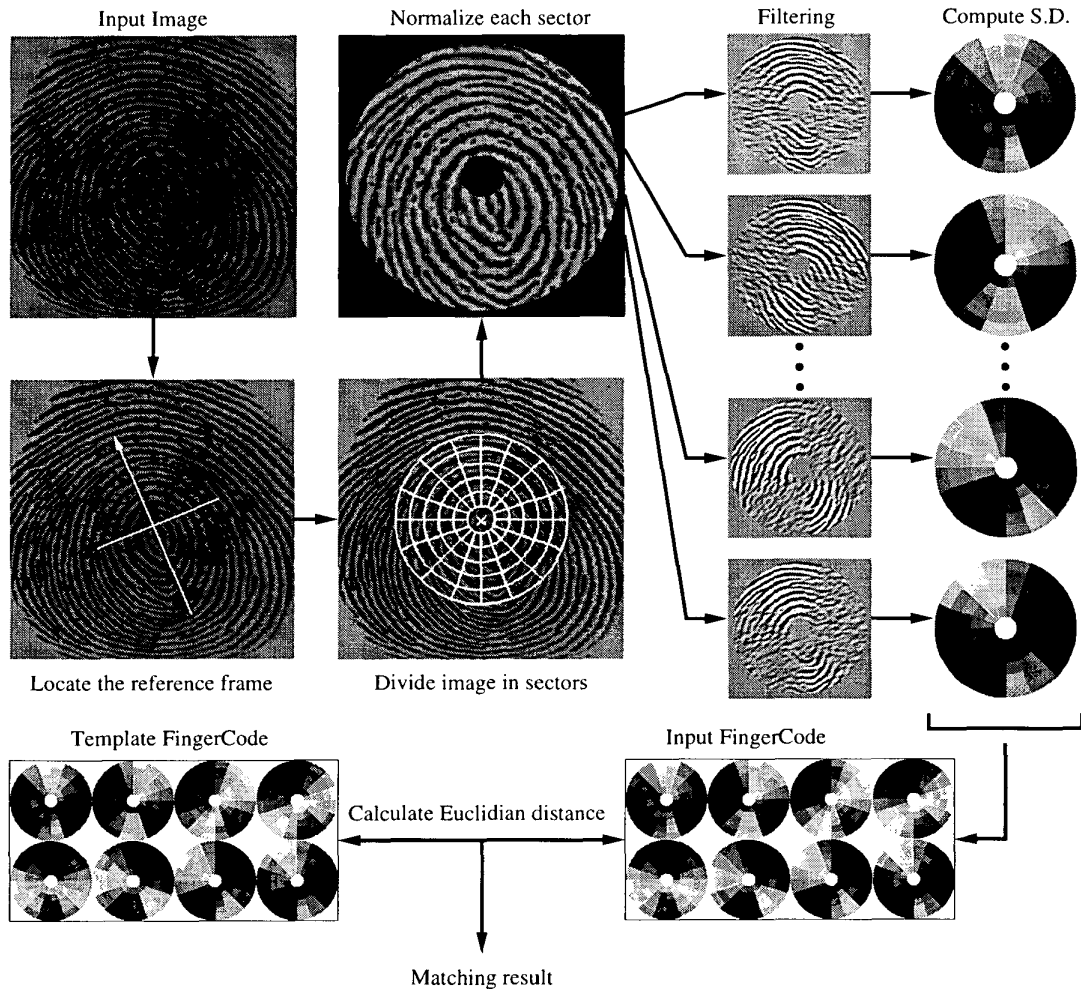 Input Image
Normalize each sector
Filtering
Compute S.D.
Locate the reference frame
Divide image in sectors
Template FingerCode
Input FingerCode
Calculate Euclidian distance
Matching result